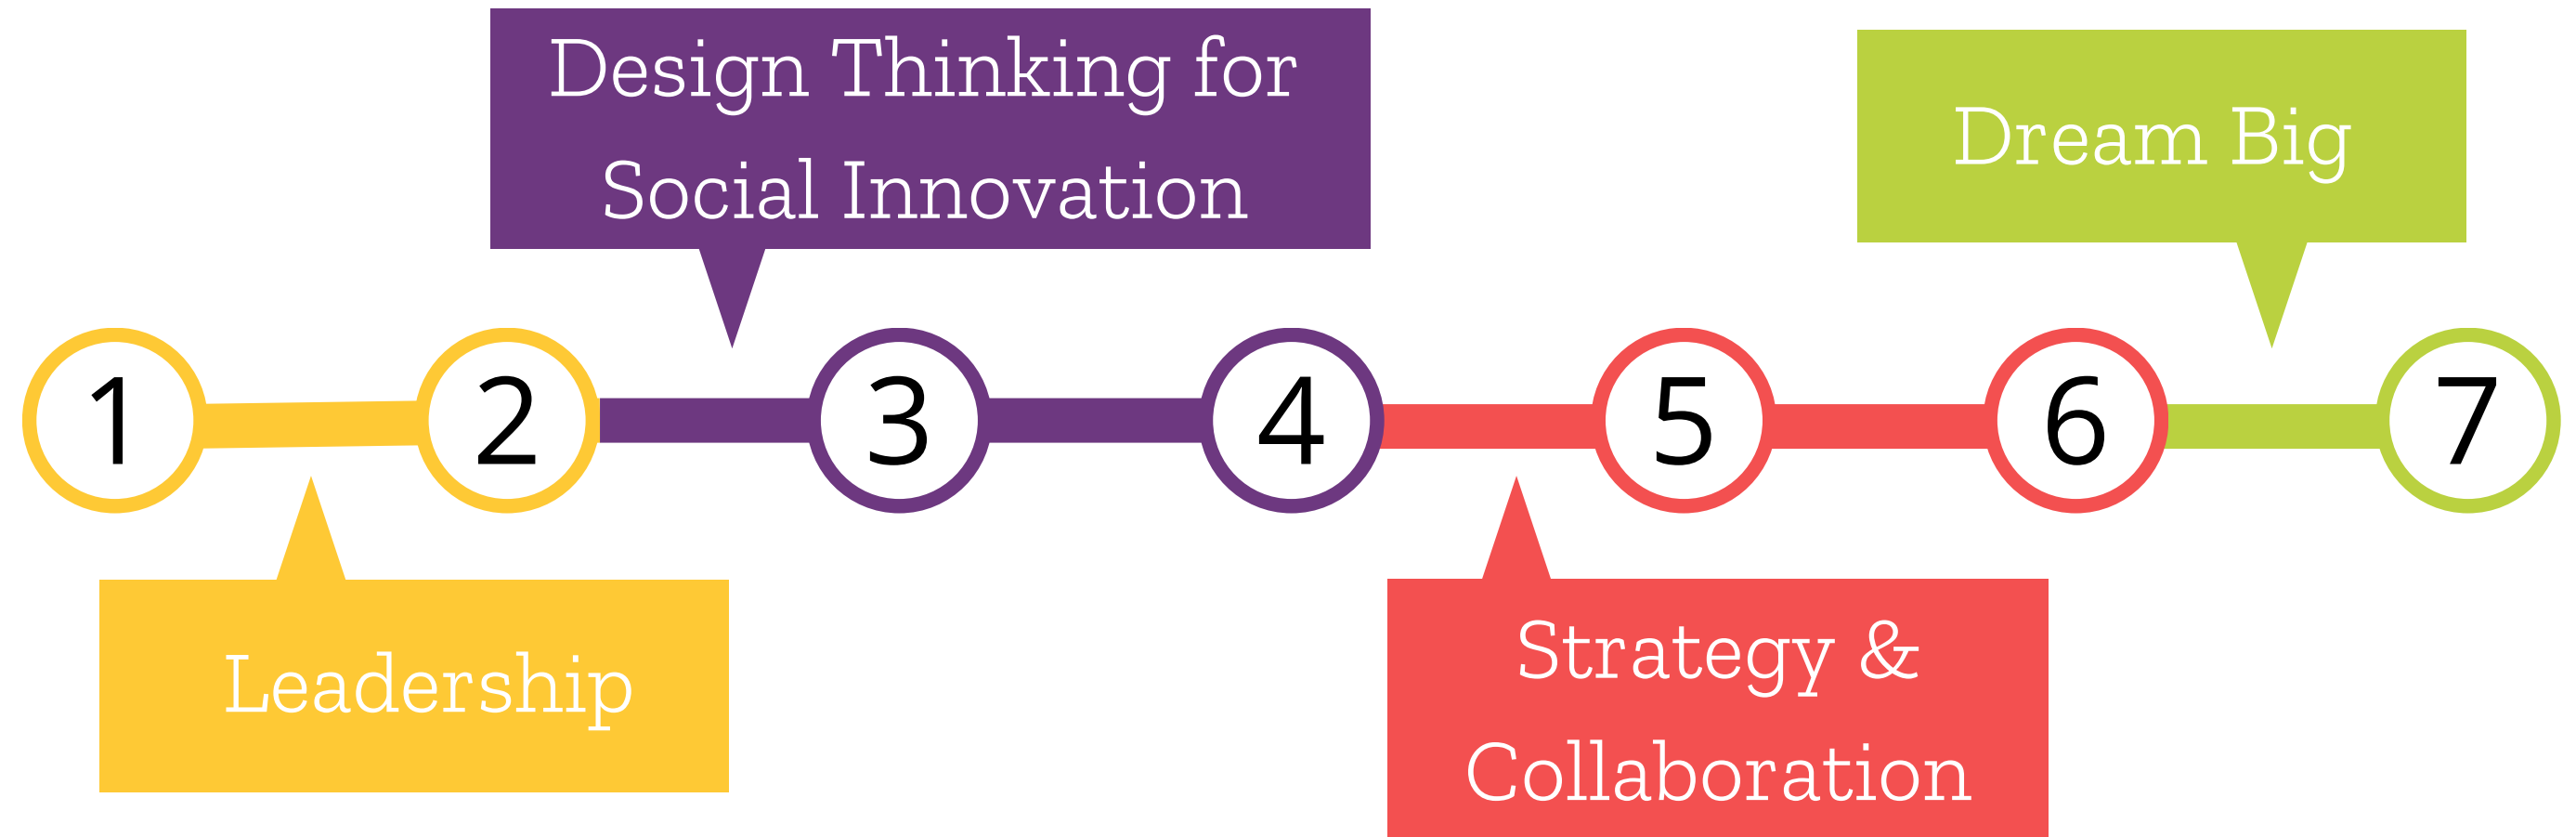 Design Thinking for
Social Innovation
Dream Big
1 2 3 4 5 6 7
Leadership
Strategy &
Collaboration